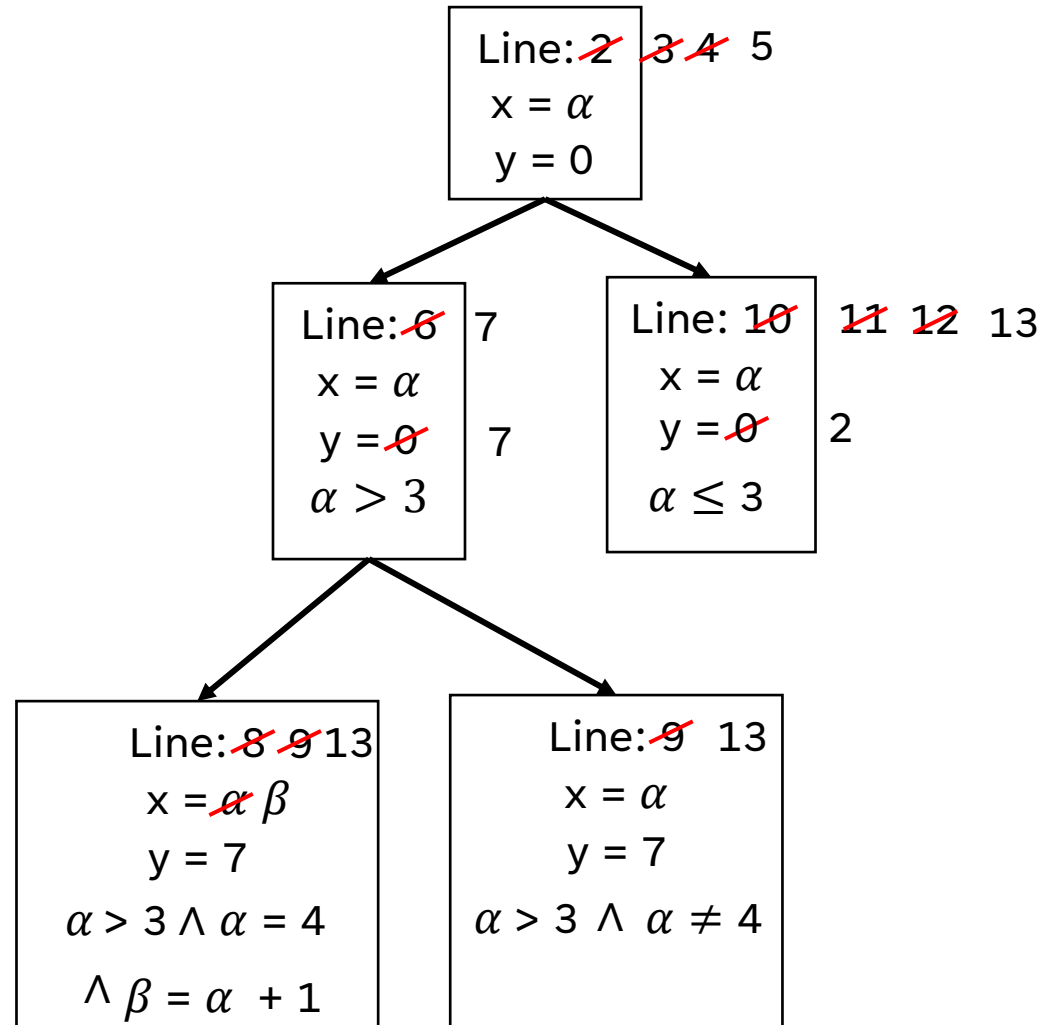 Line: 2 3 4 5
x = α
y = 0
Line: 6 7
x = α
y = 0 7
α > 3
Line: 10 11 12 13
x = α
y = 0 2
α ≤ 3
Line: 8 9 13
x = α β
y = 7
α > 3 ∧ α = 4
∧ β = α + 1
Line: 9 13
x = α
y = 7
α > 3 ∧ α ≠ 4